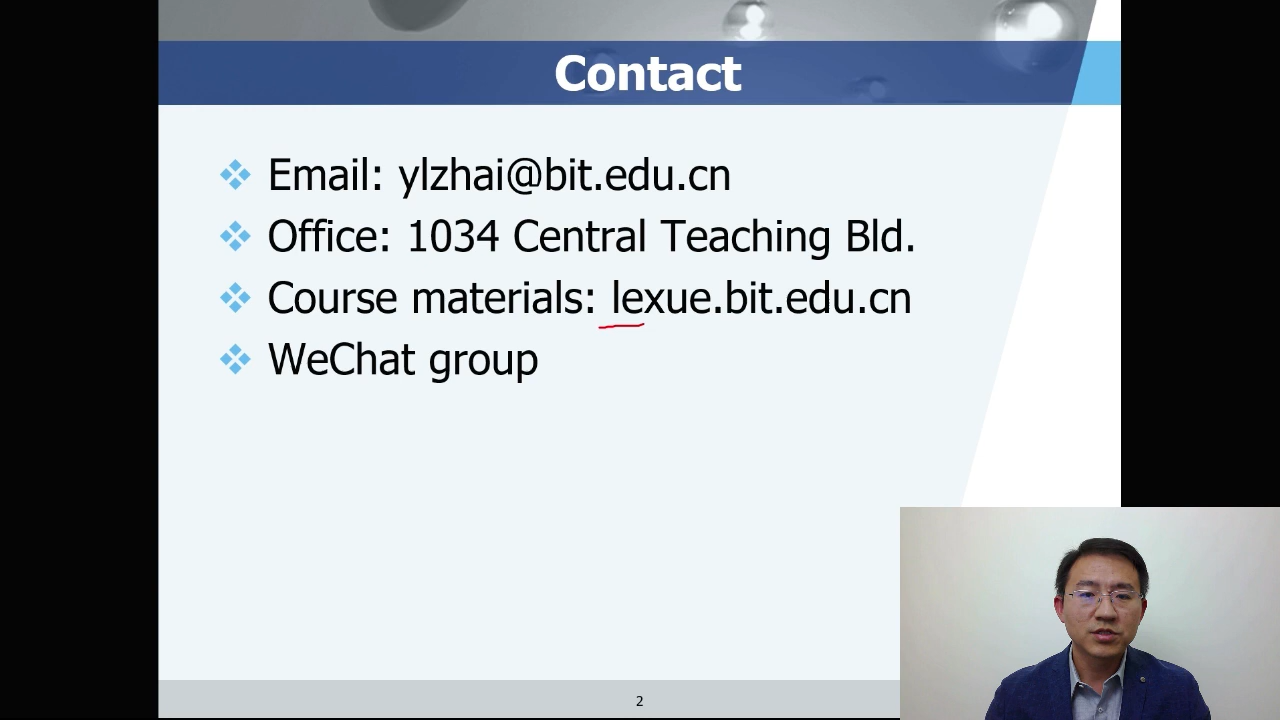 Contact
Email: ylzhai@bit.edu.cn
Office: 1034 Central Teaching Bld.
Course materials: lexue.bit.edu.cn
WeChat group
2